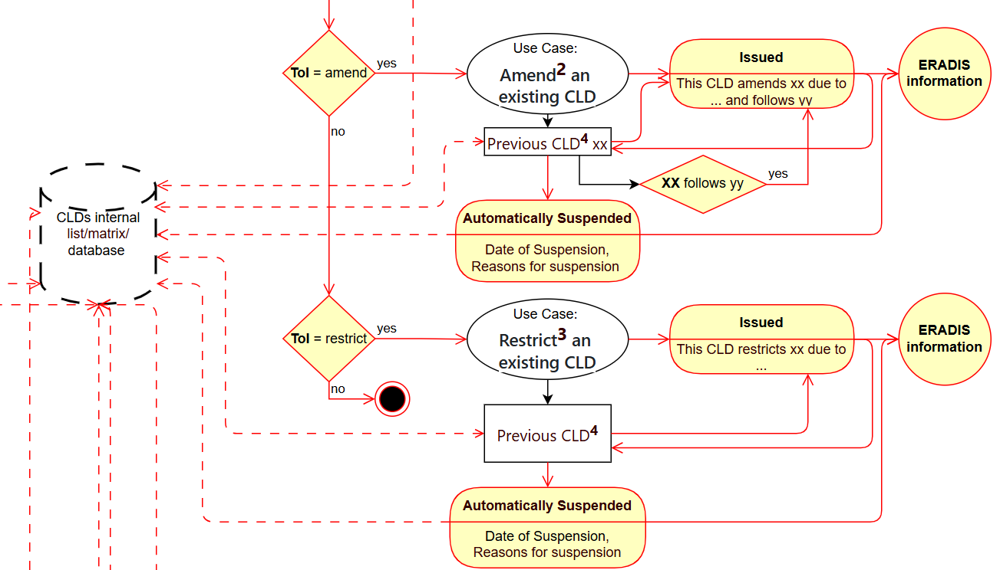 ToI = amend
yes
no
Use Case:
Amend² an
existing CLD
Issued
This CLD amends xx due to
... and follows yy
ERADIS
information
Previous CLD⁴ xx
XX follows yy
yes
Automatically Suspended
Date of Suspension,
Reasons for suspension
CLDs internal
list/matrix/
database
ToI = restrict
yes
no
Use Case:
Restrict³ an
existing CLD
Issued
This CLD restricts xx due to
...
ERADIS
information
Previous CLD⁴
Automatically Suspended
Date of Suspension,
Reasons for suspension